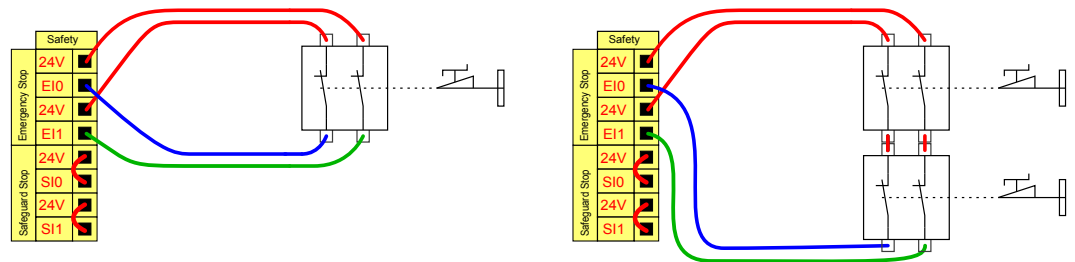 Safety
Emergency Stop
24V
EI0
24V
EI1
Safeguard Stop
24V
SI0
24V
SI1
Safety
Emergency Stop
24V
EI0
24V
EI1
Safeguard Stop
24V
SI0
24V
SI1